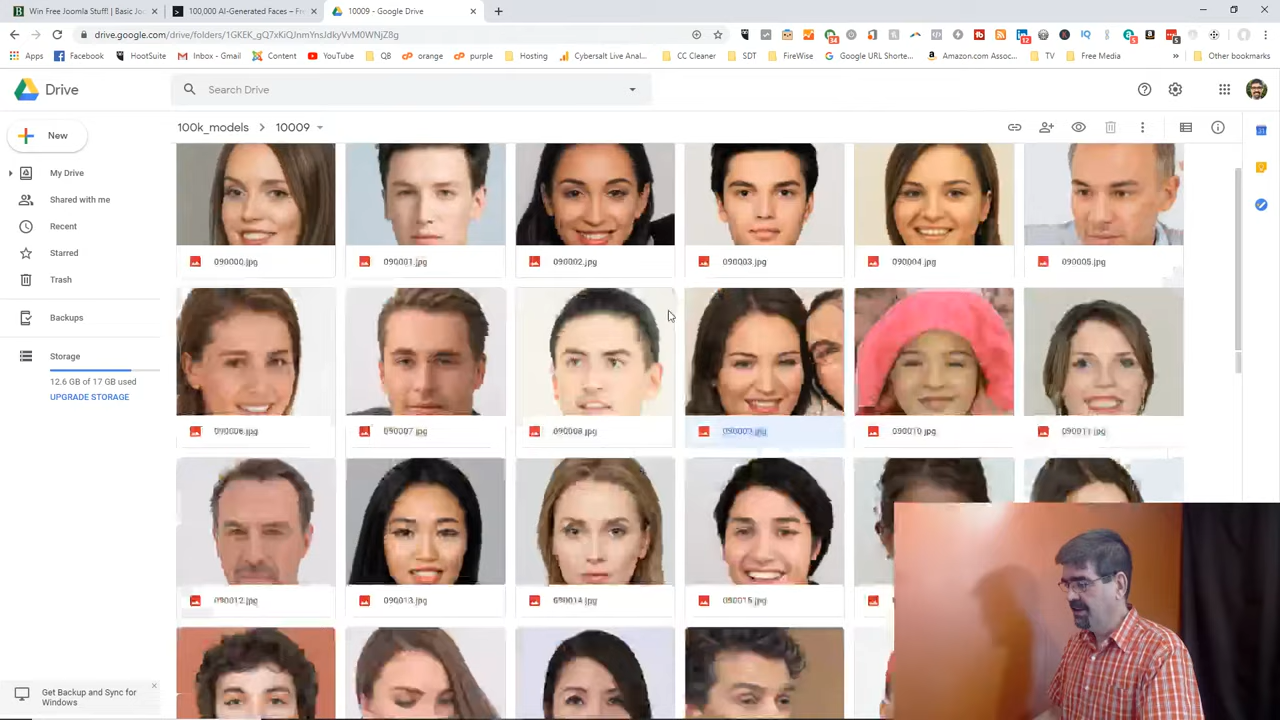 Win Free Joomla Stuff! | Basic Jo
100,000 AI-Generated Faces – Fr
10009 - Google Drive
drive.google.com/drive/folders/1GKEK_gQ7xKiQJnmYnsJdkyVvM0WNjZ8g
Apps Facebook HootSuite Inbox - Gmail Content YouTube QB orange purple Hosting Cybersalt Live Anal... CC Cleaner SDT FireWise Google URL Shorte... Amazon.com Assoc... TV Free Media » Other bookmarks
Drive
Search Drive
New
100k_models > 10009
My Drive
Shared with me
Recent
Starred
Trash
Backups
Storage
12.6 GB of 17 GB used
UPGRADE STORAGE
090000.jpg 090001.jpg 090002.jpg 090003.jpg 090004.jpg 090005.jpg
090006.jpg 090007.jpg 090008.jpg 090009.jpg 090010.jpg 090011.jpg
090012.jpg 090013.jpg 090014.jpg 090015.jpg
Get Backup and Sync for
Windows